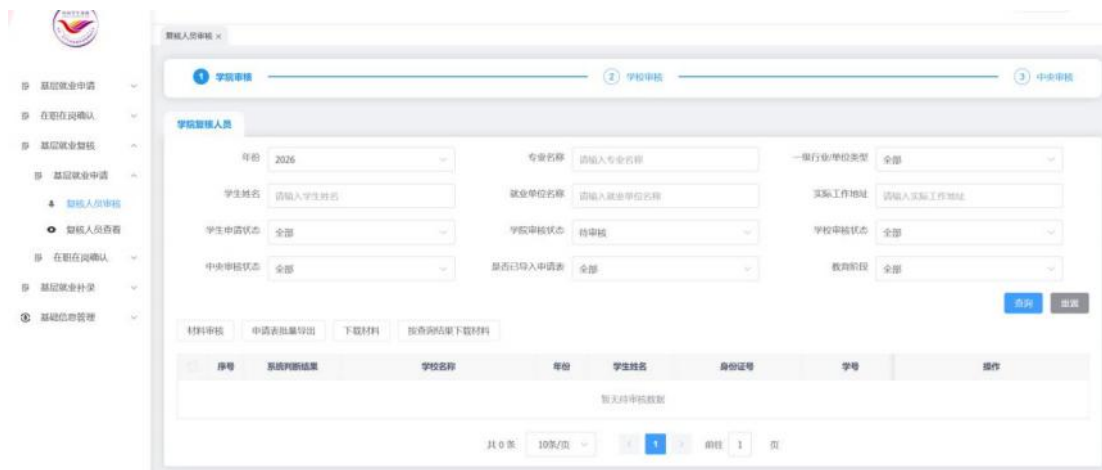 复核人员审核 ×
1 学院审核
2 学校审核
3 中央审核
基层就业申请
在职在岗确认
基层就业复核
基层就业申请
复核人员审核
复核人员查看
在职在岗确认
基层就业补录
基础信息管理
学院复核人员
年份 2026 专业名称 请输入专业名称 一级行业/单位类型 全部
学生姓名 请输入学生姓名 就业单位名称 请输入就业单位名称 实际工作地址 请输入实际工作地址
学生申请状态 全部 学院审核状态 待审核 学校审核状态 全部
中央审核状态 全部 是否已导入申请表 全部 教育阶段 全部
查询 重置
材料审核 申请表批量导出 下载材料 按查询结果下载材料
序号 系统判断结果 学校名称 年份 学生姓名 身份证号 学号 操作
暂无待审核数据
共 0 条 10条/页 1 前往 1 页